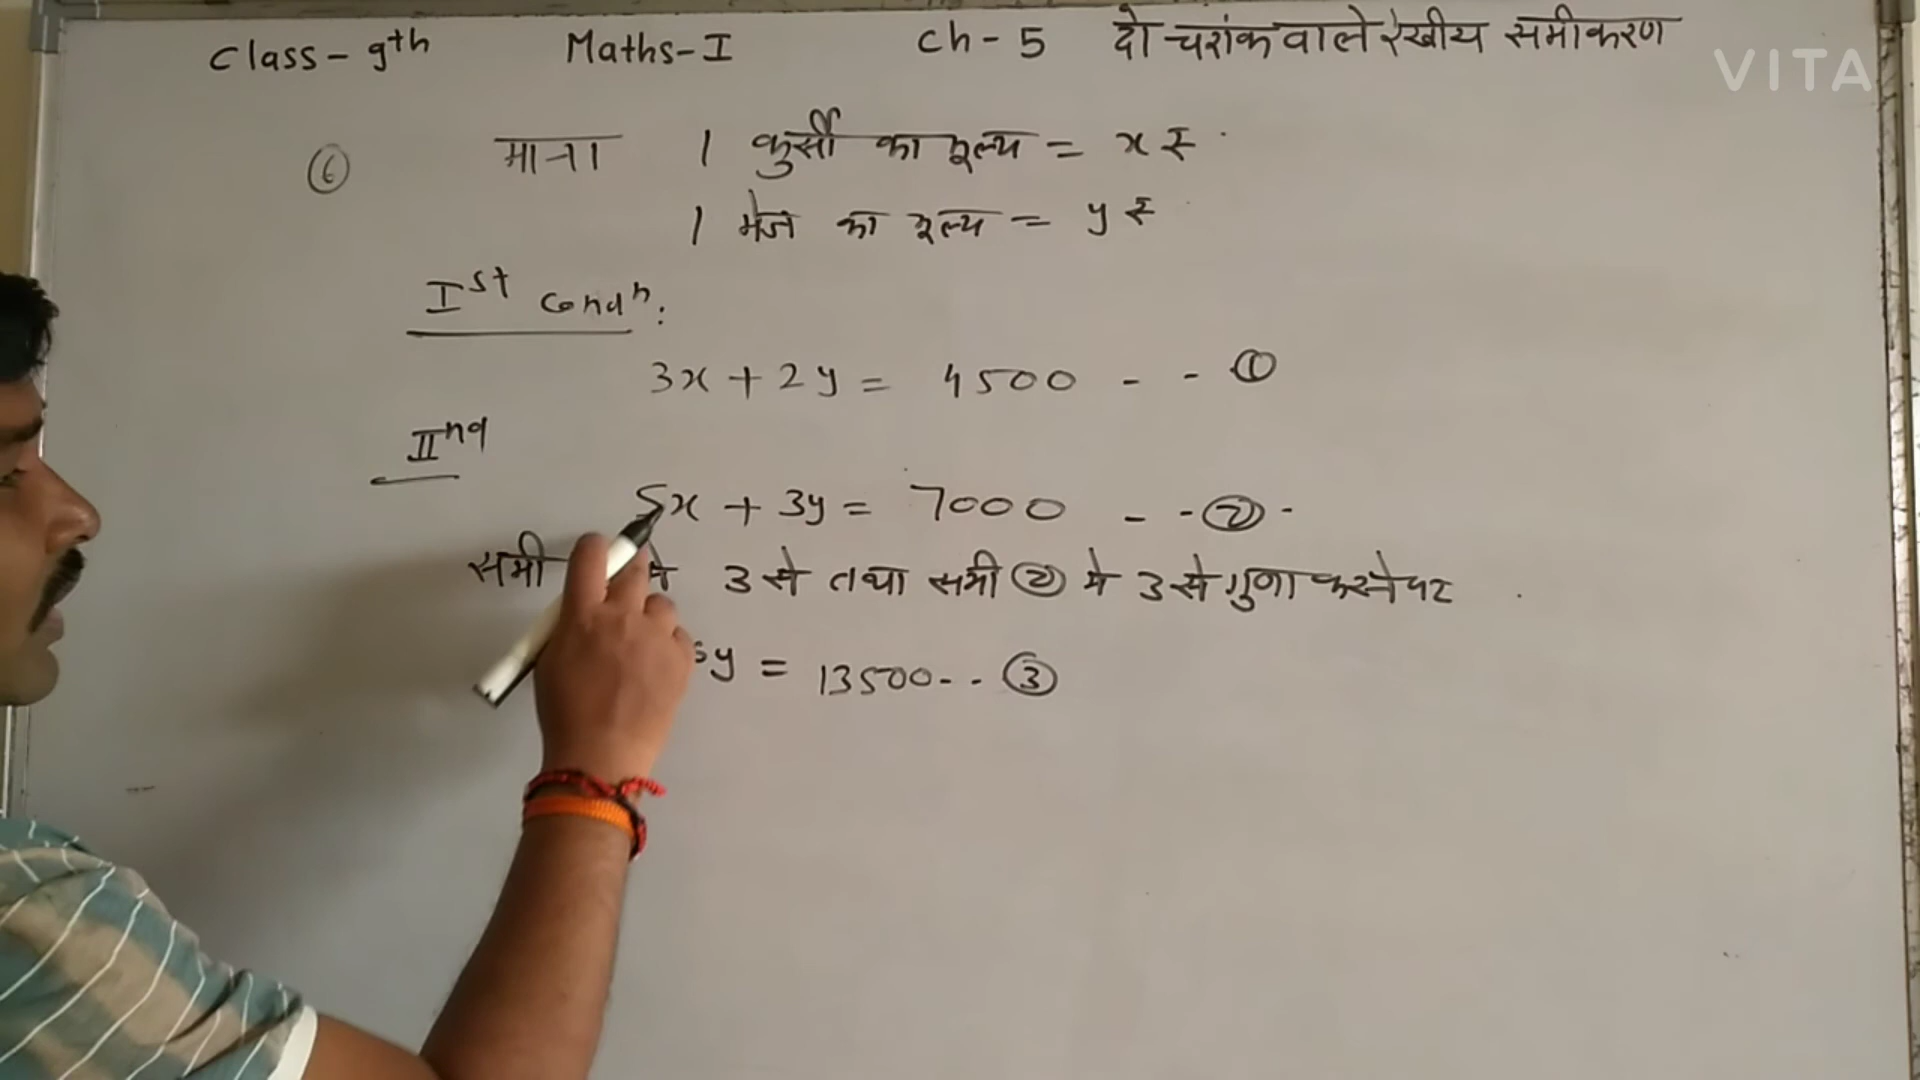 Class - 9th Maths-I Ch - 5 दो चरांक वाले रेखीय समीकरण
VITA
⑥ माना 1 कुर्सी का मूल्य = x रू
1 मेज का मूल्य = y रू
Ist Condn:
3x + 2y = 4500 - - ①
IInd
5x + 3y = 7000 - - ② -
समी मे 3 से तथा समी ② मे 3 से गुणा करने पर
y = 13500 - - ③